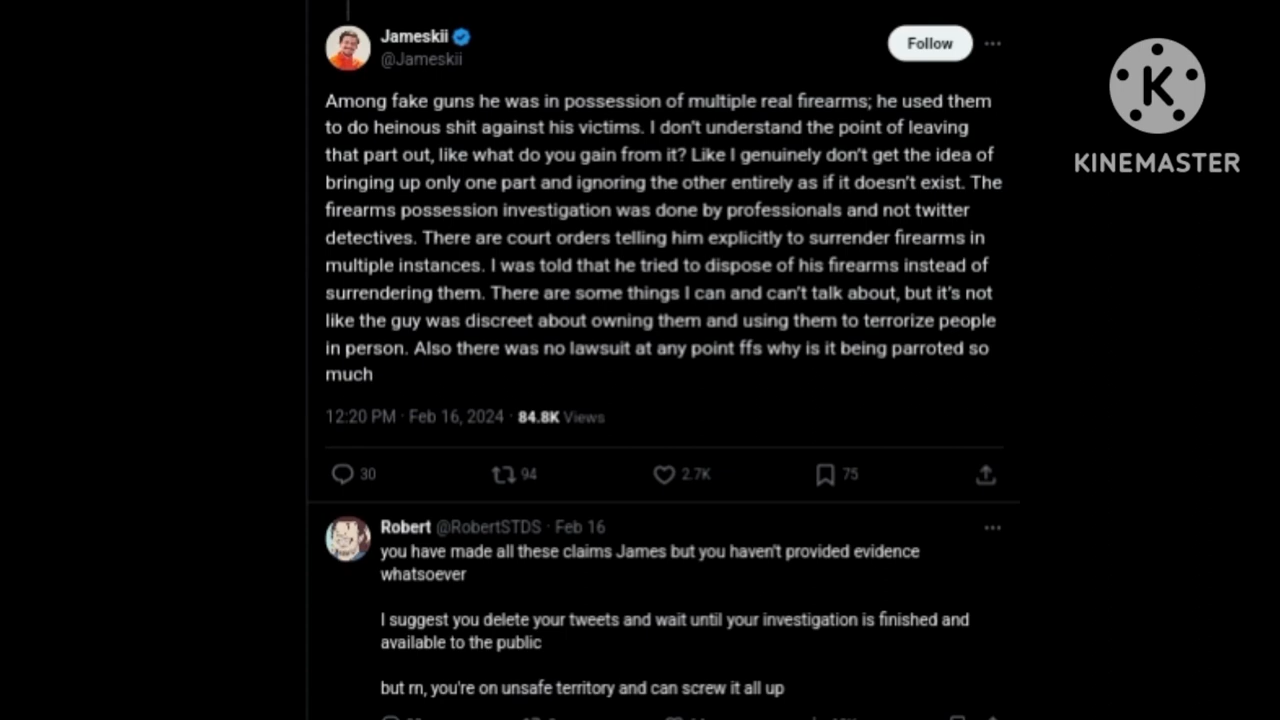 Jameskii
@Jameskii
Follow
Among fake guns he was in possession of multiple real firearms; he used them
to do heinous shit against his victims. I don't understand the point of leaving
that part out, like what do you gain from it? Like I genuinely don't get the idea of
bringing up only one part and ignoring the other entirely as if it doesn't exist. The
firearms possession investigation was done by professionals and not twitter
detectives. There are court orders telling him explicitly to surrender firearms in
multiple instances. I was told that he tried to dispose of his firearms instead of
surrendering them. There are some things I can and can't talk about, but it's not
like the guy was discreet about owning them and using them to terrorize people
in person. Also there was no lawsuit at any point ffs why is it being parroted so
much
12:20 PM · Feb 16, 2024 · 84.8K Views
30 94 2.7K 75
Robert @RobertSTDS · Feb 16
you have made all these claims James but you haven't provided evidence
whatsoever
I suggest you delete your tweets and wait until your investigation is finished and
available to the public
but rn, you're on unsafe territory and can screw it all up
K
KINEMASTER